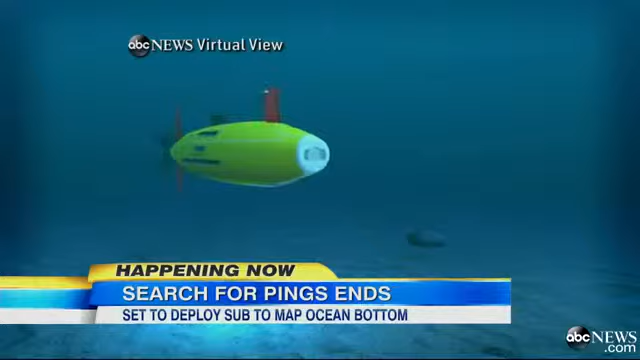 abc NEWS Virtual View
HAPPENING NOW
SEARCH FOR PINGS ENDS
SET TO DEPLOY SUB TO MAP OCEAN BOTTOM
abc NEWS
.com